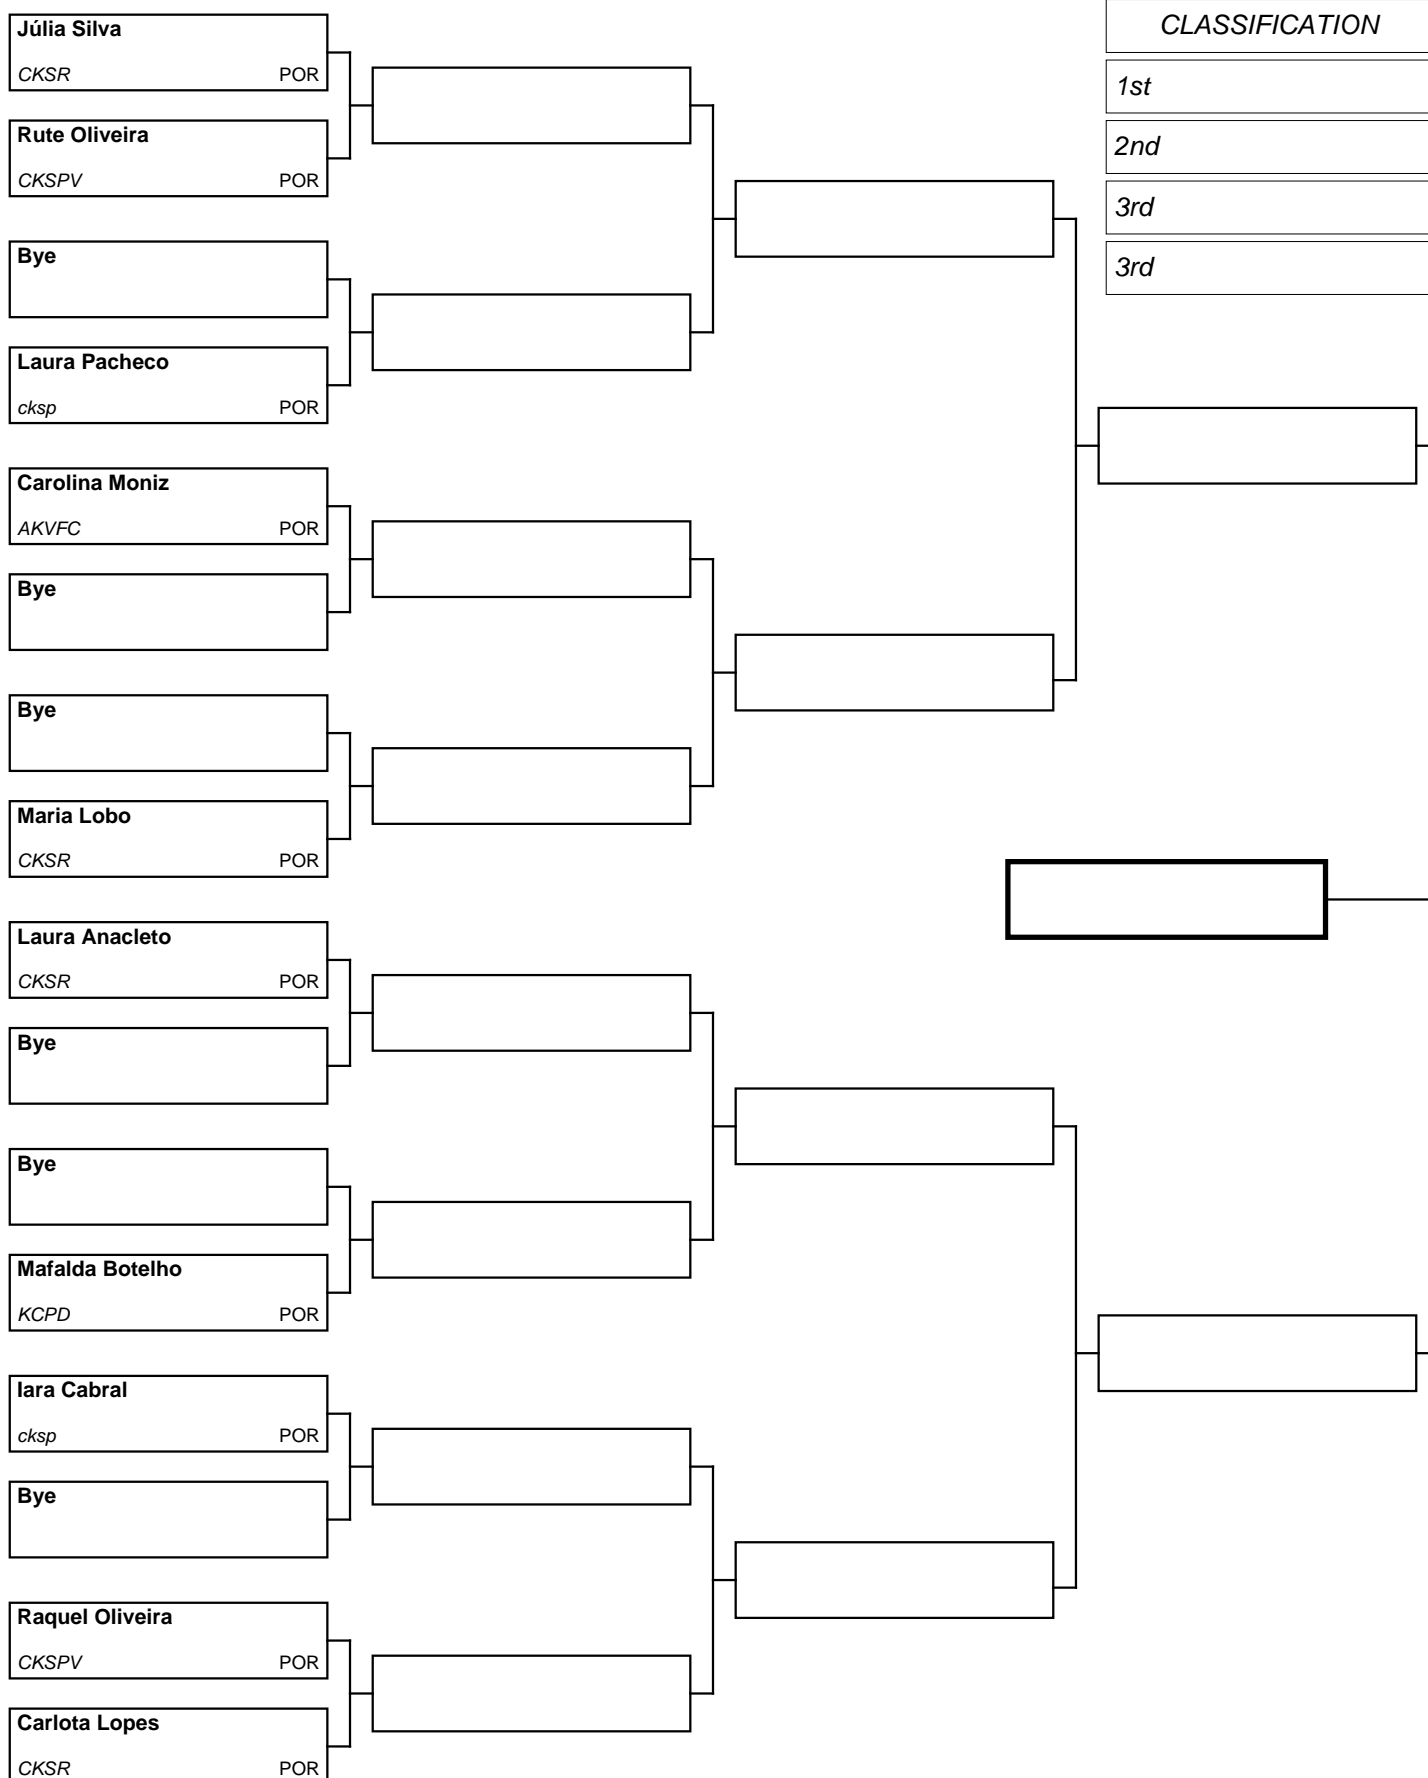 CLASSIFICATION
1st
2nd
3rd
3rd
Júlia Silva
CKSR POR
Rute Oliveira
CKSPV POR
Bye
Laura Pacheco
cksp POR
Carolina Moniz
AKVFC POR
Bye
Bye
Maria Lobo
CKSR POR
Laura Anacleto
CKSR POR
Bye
Bye
Mafalda Botelho
KCPD POR
Iara Cabral
cksp POR
Bye
Raquel Oliveira
CKSPV POR
Carlota Lopes
CKSR POR